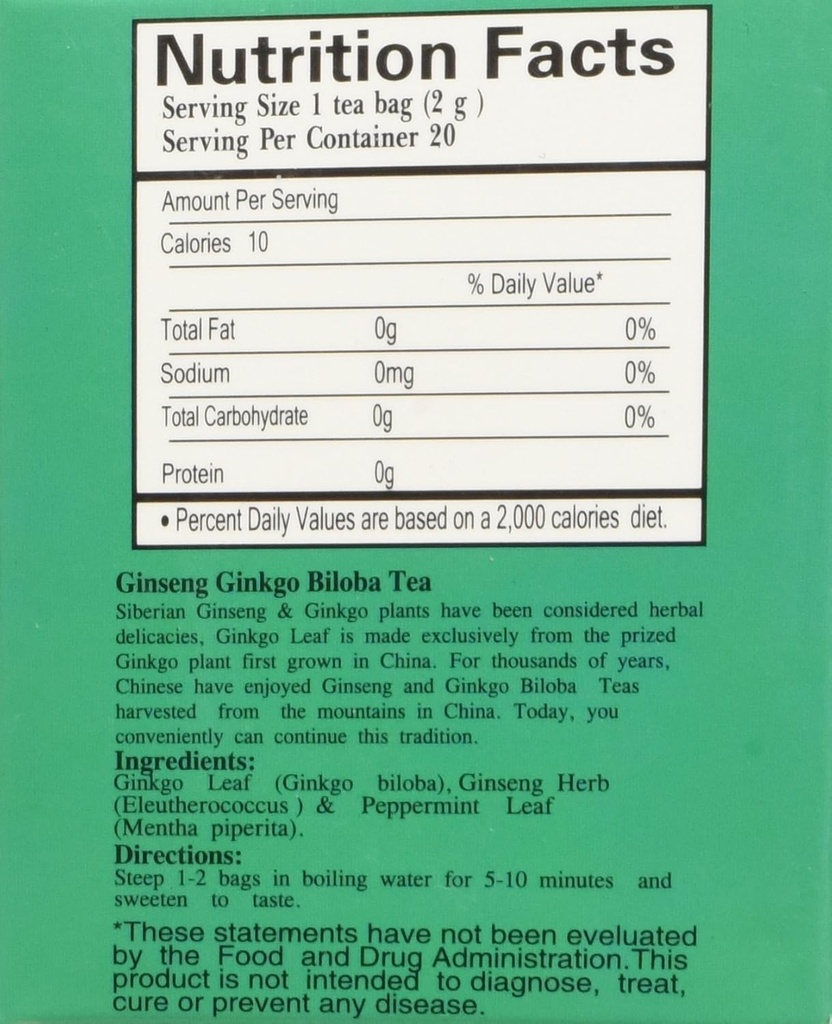 Nutrition Facts
Serving Size 1 tea bag (2 g )
Serving Per Container 20
Amount Per Serving
Calories 10
% Daily Value*
Total Fat 0g 0%
Sodium 0mg 0%
Total Carbohydrate 0g 0%
Protein 0g
• Percent Daily Values are based on a 2,000 calories diet.
Ginseng Ginkgo Biloba Tea
Siberian Ginseng & Ginkgo plants have been considered herbal
delicacies, Ginkgo Leaf is made exclusively from the prized
Ginkgo plant first grown in China. For thousands of years,
Chinese have enjoyed Ginseng and Ginkgo Biloba Teas
harvested from the mountains in China. Today, you
conveniently can continue this tradition.
Ingredients:
Ginkgo Leaf (Ginkgo biloba), Ginseng Herb
(Eleutherococcus ) & Peppermint Leaf
(Mentha piperita).
Directions:
Steep 1-2 bags in boiling water for 5-10 minutes and
sweeten to taste.
*These statements have not been eveluated
by the Food and Drug Administration.This
product is not intended to diagnose, treat,
cure or prevent any disease.